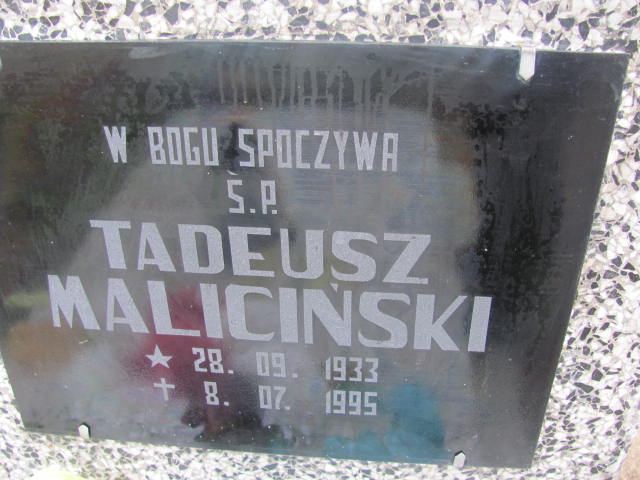 W BOGU SPOCZYWA
Ś.P.
TADEUSZ
MALICIŃSKI
★ 28. 09. 1933
✝ 8. 07. 1995